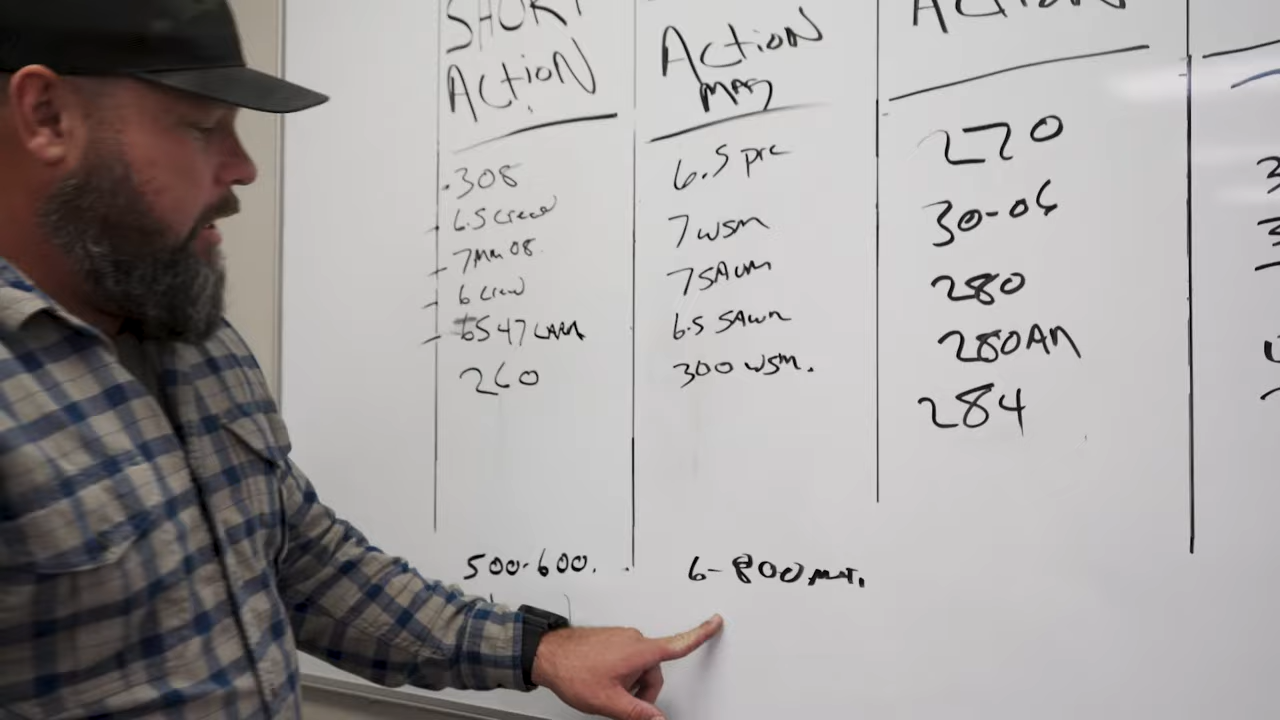 SHORT
ACTION
.308
6.5 Creed
7mm 08
6 Creed
6.5 47 LAPUA
260
500-600.
ACTION
MAG
6.5 prc
7 WSM
7 SAUM
6.5 SAUM
300 WSM.
6-800
ACTION
270
30-06
280
280 AI
284